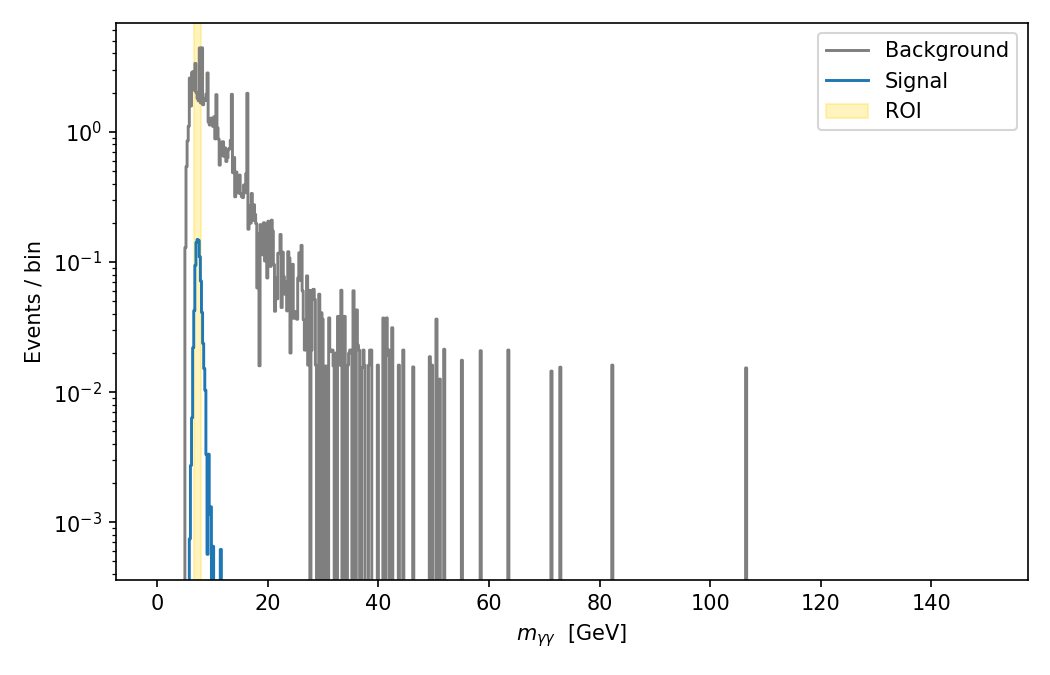 Events / bin
10⁰
10⁻¹
10⁻²
10⁻³
Background
Signal
ROI
0 20 40 60 80 100 120 140
mγγ [GeV]